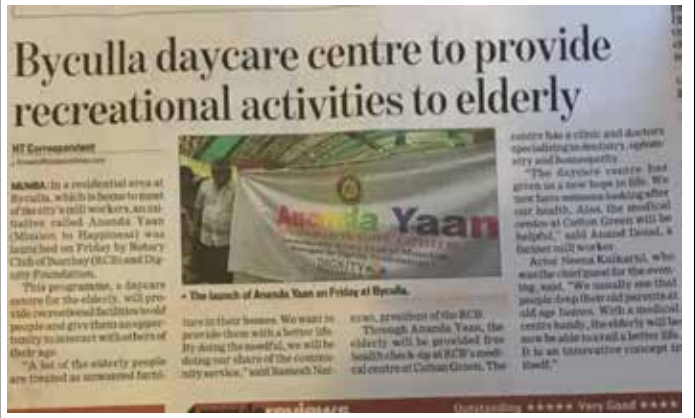 Byculla daycare centre to provide
recreational activities to elderly
HT Correspondent
MUMBAI: In a residential area at
Byculla, which is home to most
of the city's mill workers, an ini-
tiative called Ananda Yaan
(Mission to Happiness) was
launched on Friday by Rotary
Club of Bombay (RCB) and Dig-
nity Foundation.
This programme, a daycare
centre for the elderly, will pro-
vide recreational facilities to old
people and give them an oppor-
tunity to interact with others of
their age.
"A lot of the elderly people
are treated as unwanted furni-
Ananda Yaan
DIGNITY
• The launch of Ananda Yaan on Friday at Byculla.
ture in their homes. We want to
provide them with a better life.
By doing the needful, we will be
doing our share of the commu-
nity service," said Ramesh Nar-
president of the RCB.
Through Ananda Yaan, the
elderly will be provided free
health check-up at RCB's medi-
cal centre at Cotton Green. The
centre has a clinic and doctors
specialising in dentistry,
and homeopathy.
"The daycare centre has
given us a new hope in life. We
now have someone looking after
our health. Also, the medical
centre at Cotton Green will be
helpful," said Anand a
former mill worker.
Actor Neena Kulkarni, who
was the chief guest for the even-
ing, said, "We usually see that
people drop their old parents at
old age homes. With a medical
centre handy, the elderly will be
now be able to avail a better life.
It is an innovative concept in
itself."
reviews
Outstanding ★★★★★ Very Good ★★★★